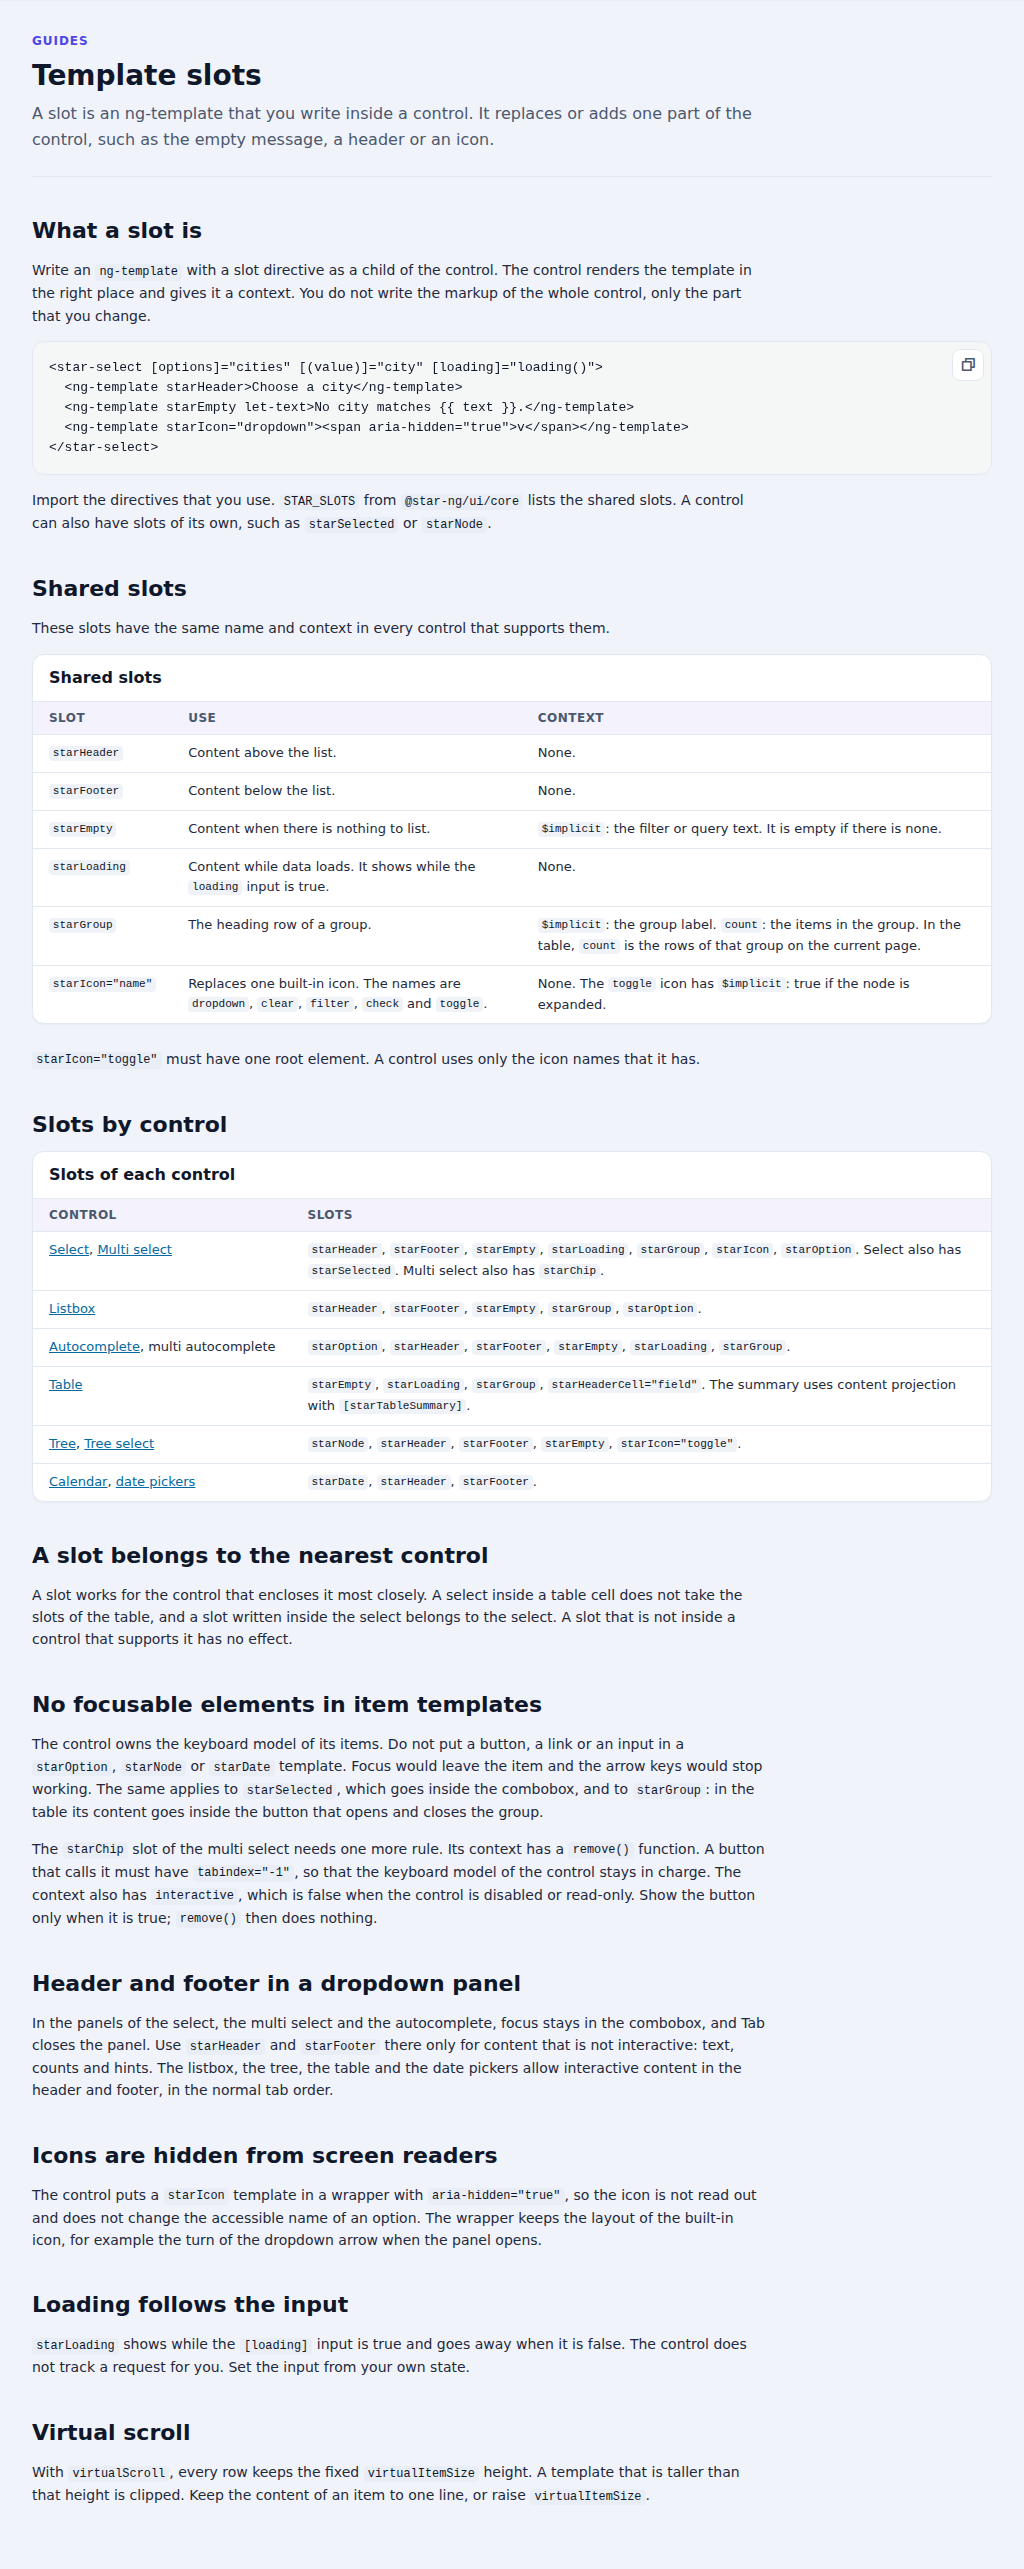 GUIDES
Template slots
A slot is an ng-template that you write inside a control. It replaces or adds one part of the
control, such as the empty message, a header or an icon.
What a slot is
Write an ng-template with a slot directive as a child of the control. The control renders the template in
the right place and gives it a context. You do not write the markup of the whole control, only the part
that you change.
<star-select [options]="cities" [(value)]="city" [loading]="loading()">
  <ng-template starHeader>Choose a city</ng-template>
  <ng-template starEmpty let-text>No city matches {{ text }}.</ng-template>
  <ng-template starIcon="dropdown"><span aria-hidden="true">v</span></ng-template>
</star-select>
Import the directives that you use. STAR_SLOTS from @star-ng/ui/core lists the shared slots. A control
can also have slots of its own, such as starSelected or starNode.
Shared slots
These slots have the same name and context in every control that supports them.
Shared slots
SLOT USE CONTEXT
starHeader Content above the list. None.
starFooter Content below the list. None.
starEmpty Content when there is nothing to list. $implicit: the filter or query text. It is empty if there is none.
starLoading Content while data loads. It shows while the None.
loading input is true.
starGroup The heading row of a group. $implicit: the group label. count: the items in the group. In the
table, count is the rows of that group on the current page.
starIcon="name" Replaces one built-in icon. The names are None. The toggle icon has $implicit: true if the node is
dropdown, clear, filter, check and toggle. expanded.
starIcon="toggle" must have one root element. A control uses only the icon names that it has.
Slots by control
Slots of each control
CONTROL SLOTS
Select, Multi select starHeader, starFooter, starEmpty, starLoading, starGroup, starIcon, starOption. Select also has
starSelected. Multi select also has starChip.
Listbox starHeader, starFooter, starEmpty, starGroup, starOption.
Autocomplete, multi autocomplete starOption, starHeader, starFooter, starEmpty, starLoading, starGroup.
Table starEmpty, starLoading, starGroup, starHeaderCell="field". The summary uses content projection
with [starTableSummary].
Tree, Tree select starNode, starHeader, starFooter, starEmpty, starIcon="toggle".
Calendar, date pickers starDate, starHeader, starFooter.
A slot belongs to the nearest control
A slot works for the control that encloses it most closely. A select inside a table cell does not take the
slots of the table, and a slot written inside the select belongs to the select. A slot that is not inside a
control that supports it has no effect.
No focusable elements in item templates
The control owns the keyboard model of its items. Do not put a button, a link or an input in a
starOption, starNode or starDate template. Focus would leave the item and the arrow keys would stop
working. The same applies to starSelected, which goes inside the combobox, and to starGroup: in the
table its content goes inside the button that opens and closes the group.
The starChip slot of the multi select needs one more rule. Its context has a remove() function. A button
that calls it must have tabindex="-1", so that the keyboard model of the control stays in charge. The
context also has interactive, which is false when the control is disabled or read-only. Show the button
only when it is true; remove() then does nothing.
Header and footer in a dropdown panel
In the panels of the select, the multi select and the autocomplete, focus stays in the combobox, and Tab
closes the panel. Use starHeader and starFooter there only for content that is not interactive: text,
counts and hints. The listbox, the tree, the table and the date pickers allow interactive content in the
header and footer, in the normal tab order.
Icons are hidden from screen readers
The control puts a starIcon template in a wrapper with aria-hidden="true", so the icon is not read out
and does not change the accessible name of an option. The wrapper keeps the layout of the built-in
icon, for example the turn of the dropdown arrow when the panel opens.
Loading follows the input
starLoading shows while the [loading] input is true and goes away when it is false. The control does
not track a request for you. Set the input from your own state.
Virtual scroll
With virtualScroll, every row keeps the fixed virtualItemSize height. A template that is taller than
that height is clipped. Keep the content of an item to one line, or raise virtualItemSize.